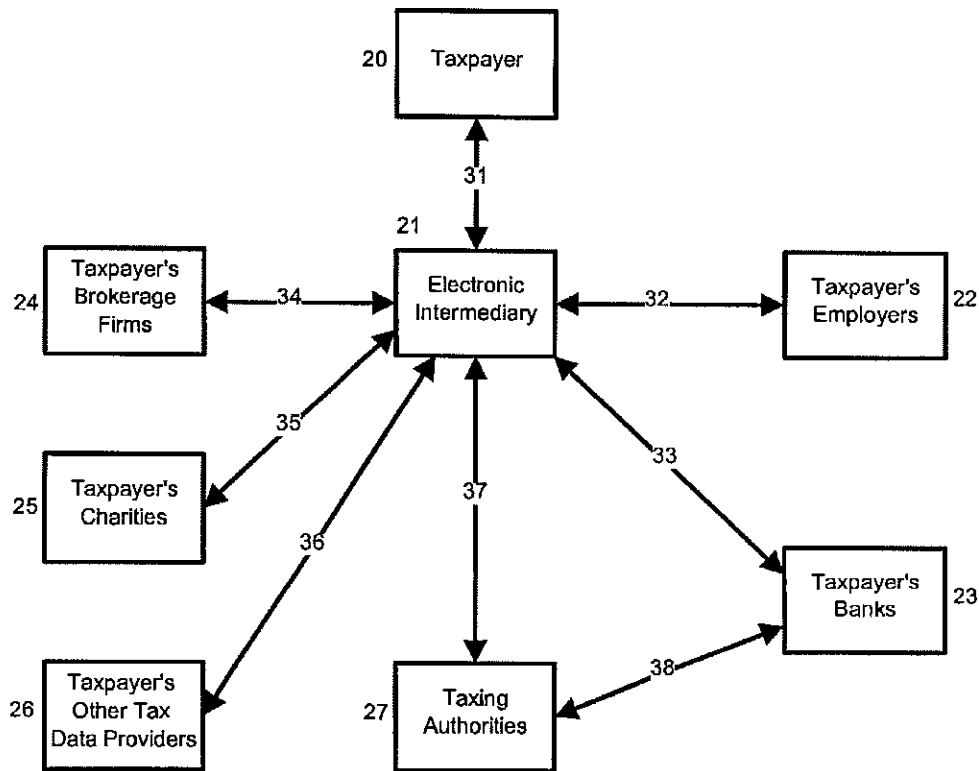 20
Taxpayer
31
21
Electronic
Intermediary
24
Taxpayer's
Brokerage
Firms
34
32
Taxpayer's
Employers
22
35
33
25
Taxpayer's
Charities
37
36
Taxpayer's
Banks
23
26
Taxpayer's
Other Tax
Data Providers
27
Taxing
Authorities
38